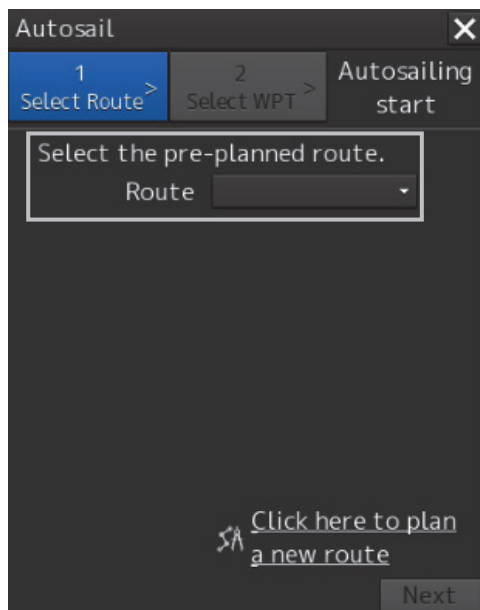 Autosail
1
Select Route >
2
Select WPT >
Autosailing
start
Select the pre-planned route.
Route
Click here to plan
a new route
Next